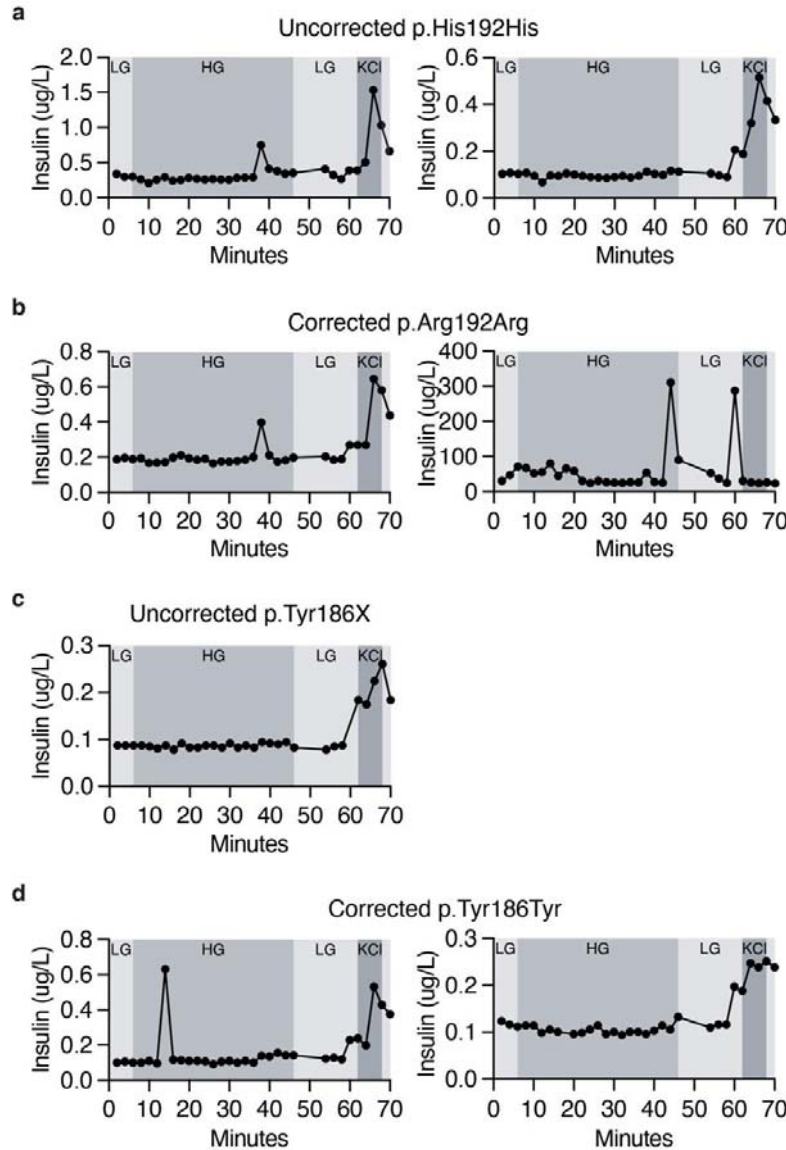 a
Uncorrected p.His192His
Insulin (ug/L)
2.0
1.5
1.0
0.5
0.0
LG HG LG KCl
0 10 20 30 40 50 60 70
Minutes
Insulin (ug/L)
0.6
0.4
0.2
0.0
LG HG LG KCl
0 10 20 30 40 50 60 70
Minutes
b
Corrected p.Arg192Arg
Insulin (ug/L)
0.8
0.6
0.4
0.2
0.0
LG HG LG KCl
0 10 20 30 40 50 60 70
Minutes
Insulin (ug/L)
400
300
200
100
0
LG HG LG KCl
0 10 20 30 40 50 60 70
Minutes
c
Uncorrected p.Tyr186X
Insulin (ug/L)
0.3
0.2
0.1
0.0
LG HG LG KCl
0 10 20 30 40 50 60 70
Minutes
d
Corrected p.Tyr186Tyr
Insulin (ug/L)
0.8
0.6
0.4
0.2
0.0
LG HG LG KCl
0 10 20 30 40 50 60 70
Minutes
Insulin (ug/L)
0.3
0.2
0.1
0.0
LG HG LG KCl
0 10 20 30 40 50 60 70
Minutes